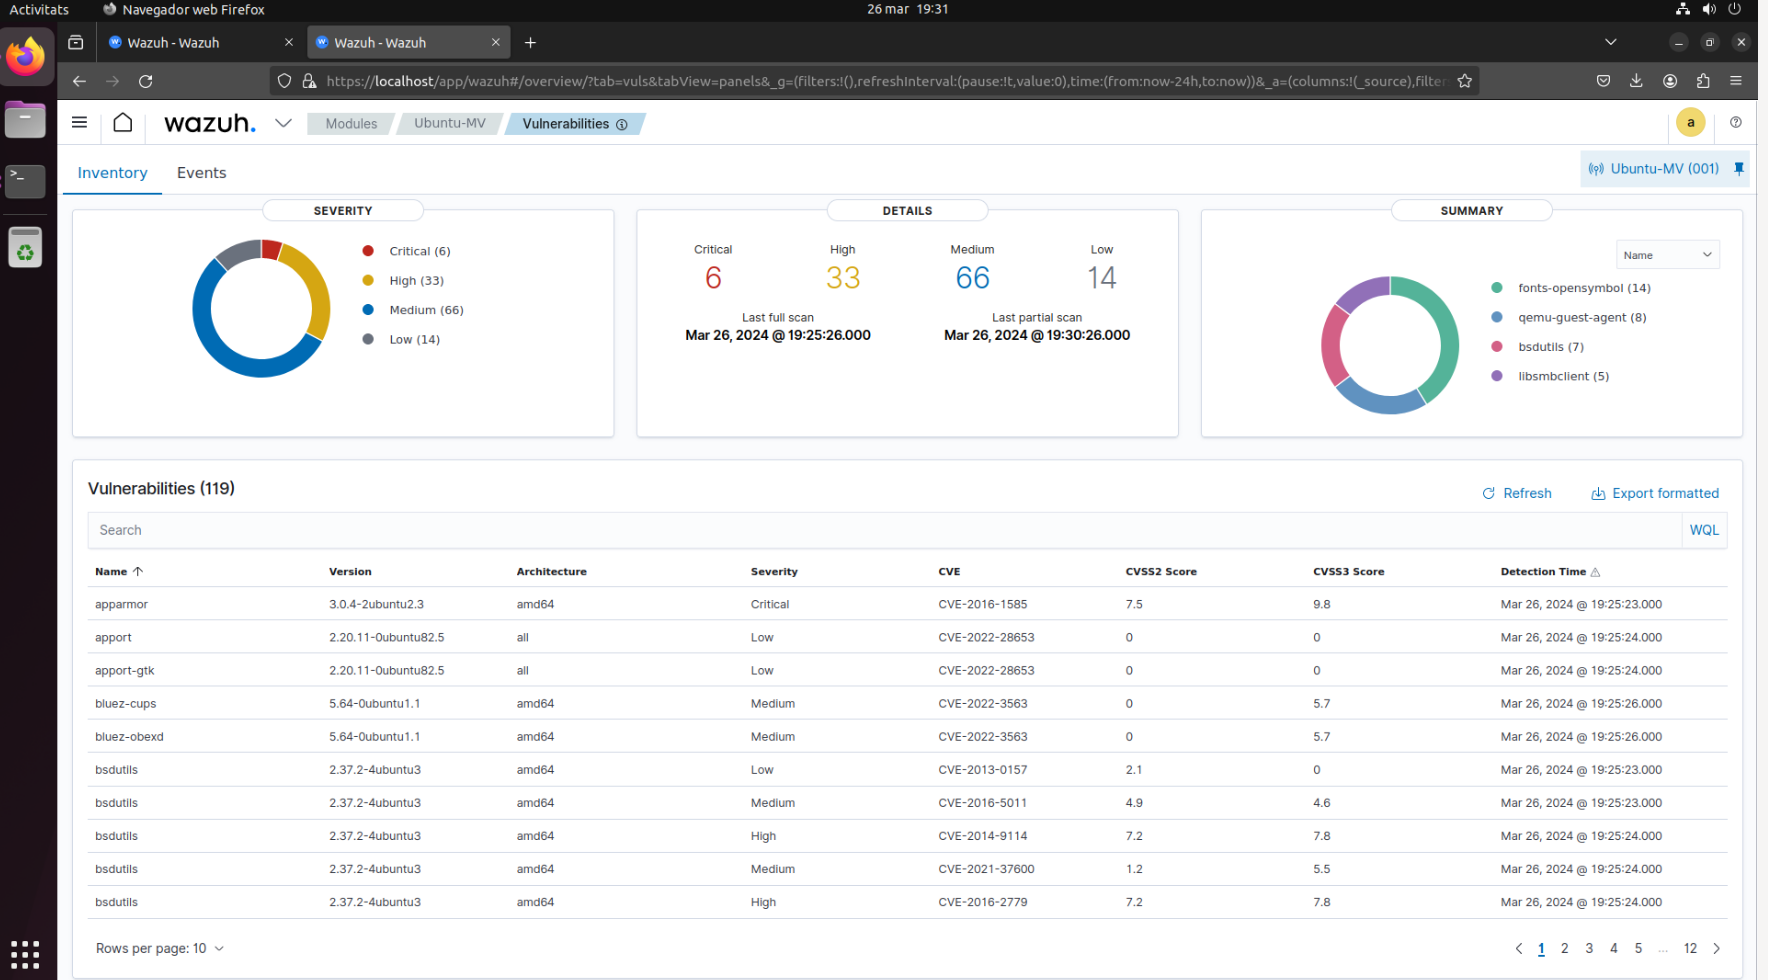 Activitats Navegador web Firefox 26 mar 19:31
Wazuh - Wazuh Wazuh - Wazuh
https://localhost/app/wazuh#/overview/?tab=vuls&tabView=panels&_g=(filters:!(),refreshInterval:(pause:!t,value:0),time:(from:now-24h,to:now))&_a=(columns:!(_source),filter
wazuh. Modules Ubuntu-MV Vulnerabilities a
Inventory Events Ubuntu-MV (001)
SEVERITY
Critical (6)
High (33)
Medium (66)
Low (14)
DETAILS
Critical High Medium Low
6 33 66 14
Last full scan Last partial scan
Mar 26, 2024 @ 19:25:26.000 Mar 26, 2024 @ 19:30:26.000
SUMMARY
Name
fonts-opensymbol (14)
qemu-guest-agent (8)
bsdutils (7)
libsmbclient (5)
Vulnerabilities (119)
Refresh Export formatted
Search WQL
Name Version Architecture Severity CVE CVSS2 Score CVSS3 Score Detection Time
apparmor 3.0.4-2ubuntu2.3 amd64 Critical CVE-2016-1585 7.5 9.8 Mar 26, 2024 @ 19:25:23.000
apport 2.20.11-0ubuntu82.5 all Low CVE-2022-28653 0 0 Mar 26, 2024 @ 19:25:24.000
apport-gtk 2.20.11-0ubuntu82.5 all Low CVE-2022-28653 0 0 Mar 26, 2024 @ 19:25:24.000
bluez-cups 5.64-0ubuntu1.1 amd64 Medium CVE-2022-3563 0 5.7 Mar 26, 2024 @ 19:25:26.000
bluez-obexd 5.64-0ubuntu1.1 amd64 Medium CVE-2022-3563 0 5.7 Mar 26, 2024 @ 19:25:26.000
bsdutils 2.37.2-4ubuntu3 amd64 Low CVE-2013-0157 2.1 0 Mar 26, 2024 @ 19:25:23.000
bsdutils 2.37.2-4ubuntu3 amd64 Medium CVE-2016-5011 4.9 4.6 Mar 26, 2024 @ 19:25:23.000
bsdutils 2.37.2-4ubuntu3 amd64 High CVE-2014-9114 7.2 7.8 Mar 26, 2024 @ 19:25:24.000
bsdutils 2.37.2-4ubuntu3 amd64 Medium CVE-2021-37600 1.2 5.5 Mar 26, 2024 @ 19:25:24.000
bsdutils 2.37.2-4ubuntu3 amd64 High CVE-2016-2779 7.2 7.8 Mar 26, 2024 @ 19:25:24.000
Rows per page: 10 1 2 3 4 5 ... 12